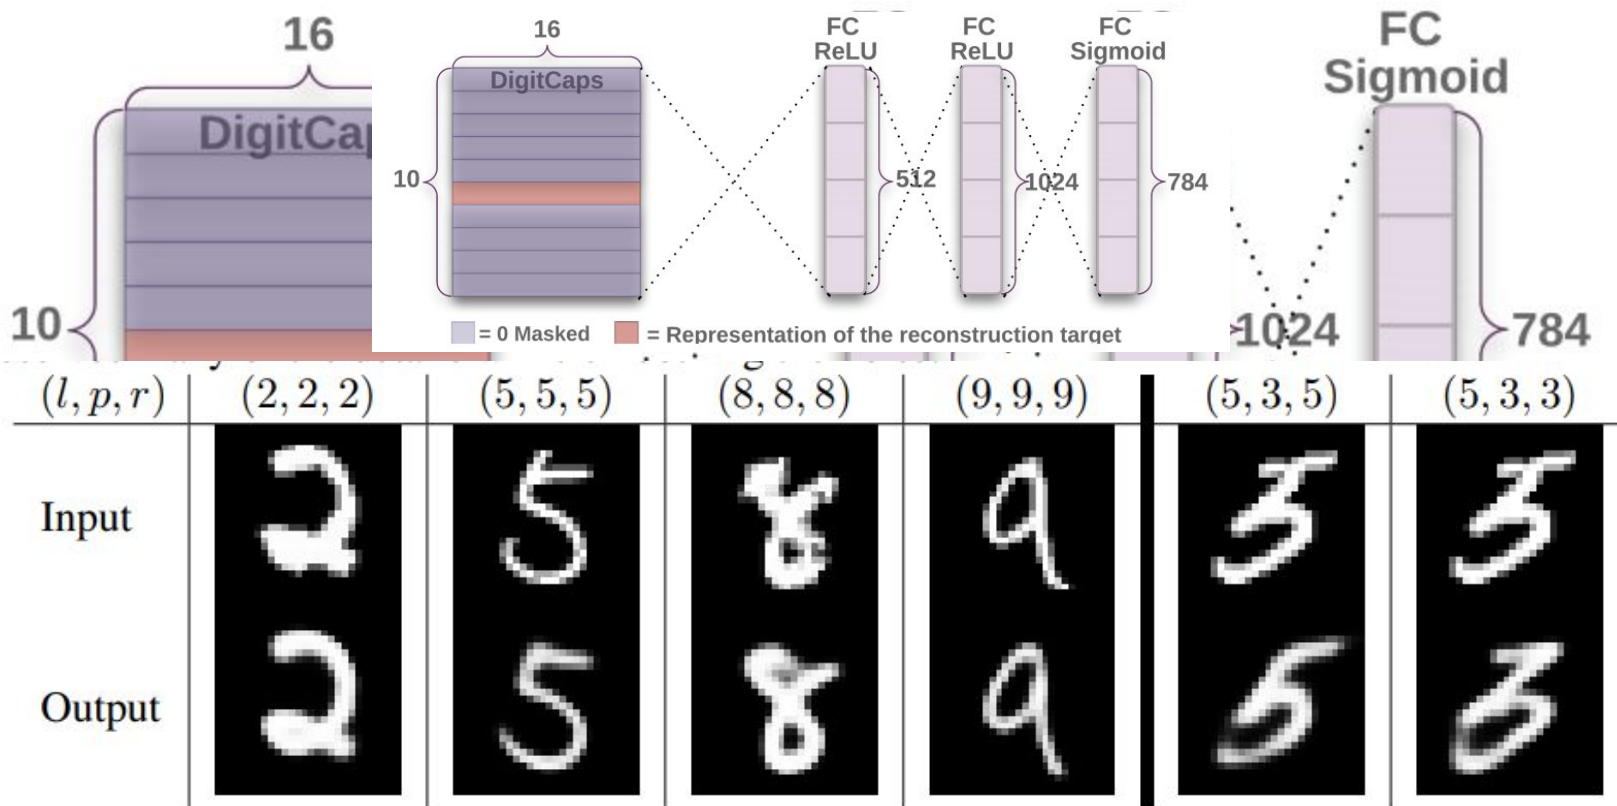 16
DigitCap
10
16
DigitCaps
10
FC
ReLU
512
FC
ReLU
1024
FC
Sigmoid
784
= 0 Masked
= Representation of the reconstruction target
FC
Sigmoid
1024
784
(l, p, r) (2, 2, 2) (5, 5, 5) (8, 8, 8) (9, 9, 9) (5, 3, 5) (5, 3, 3)
Input
Output